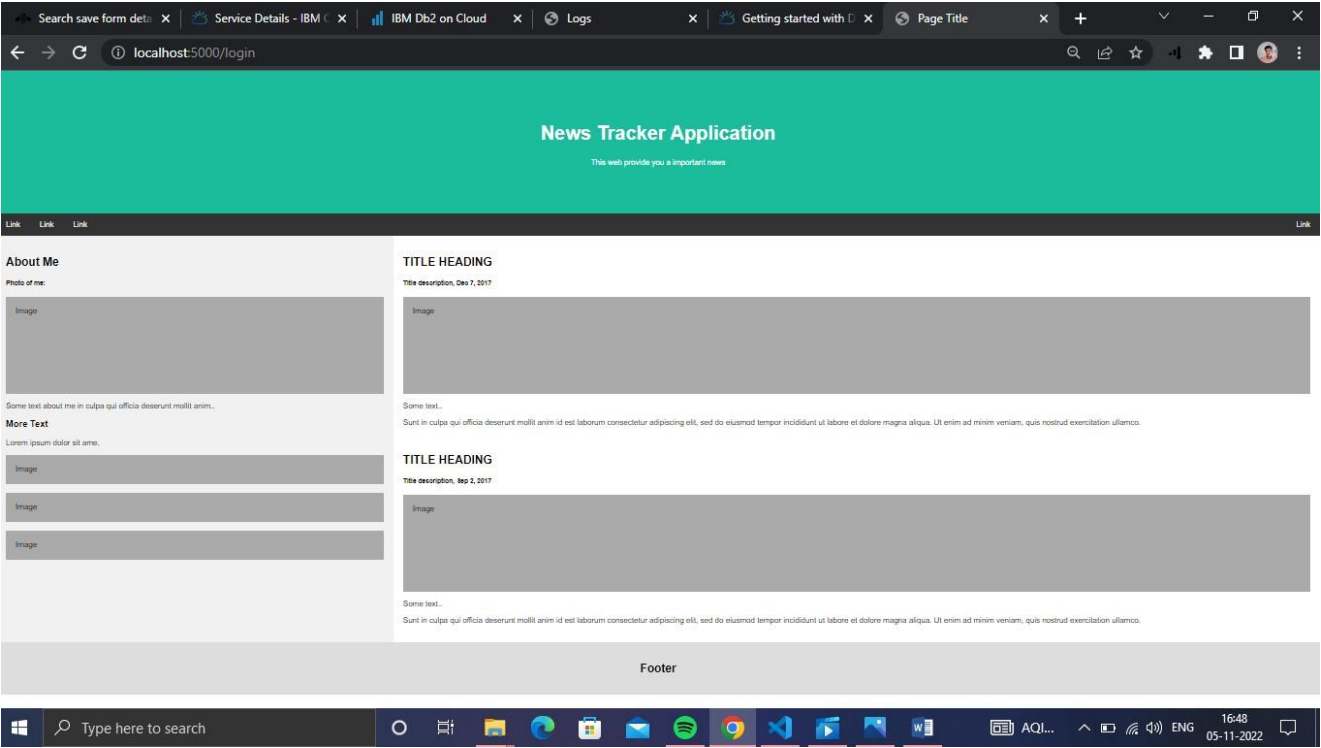 Search save form deta
Service Details - IBM C
IBM Db2 on Cloud
Logs
Getting started with D
Page Title
localhost:5000/login
News Tracker Application
This web provide you a important news
Link Link Link Link
About Me
Photo of me:
Image
Some text about me in culpa qui officia deserunt mollit anim..
More Text
Lorem ipsum dolor sit ame.
Image
Image
Image
TITLE HEADING
Title description, Dec 7, 2017
Image
Some text..
Sunt in culpa qui officia deserunt mollit anim id est laborum consectetur adipiscing elit, sed do eiusmod tempor incididunt ut labore et dolore magna aliqua. Ut enim ad minim veniam, quis nostrud exercitation ullamco.
TITLE HEADING
Title description, Sep 2, 2017
Image
Some text..
Sunt in culpa qui officia deserunt mollit anim id est laborum consectetur adipiscing elit, sed do eiusmod tempor incididunt ut labore et dolore magna aliqua. Ut enim ad minim veniam, quis nostrud exercitation ullamco.
Footer
Type here to search
AQI...
ENG
16:48
05-11-2022